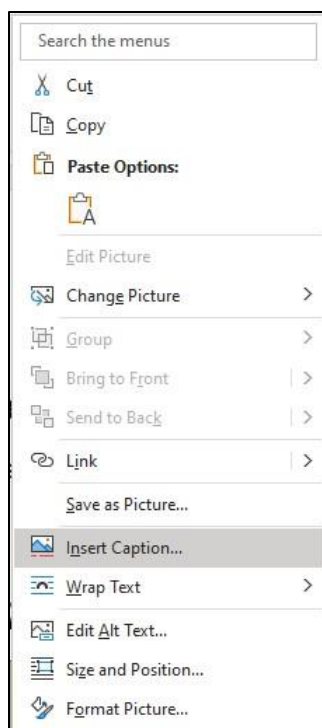 Search the menus
Cut
Copy
Paste Options:
A
Edit Picture
Change Picture
Group
Bring to Front
Send to Back
Link
Save as Picture...
Insert Caption...
Wrap Text
Edit Alt Text...
Size and Position...
Format Picture...